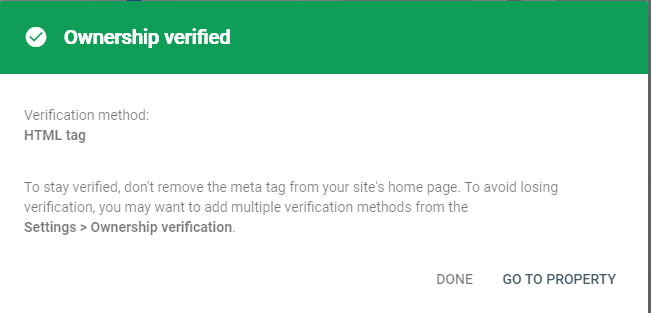 Ownership verified
Verification method:
HTML tag
To stay verified, don't remove the meta tag from your site's home page. To avoid losing
verification, you may want to add multiple verification methods from the
Settings > Ownership verification.
DONE GO TO PROPERTY